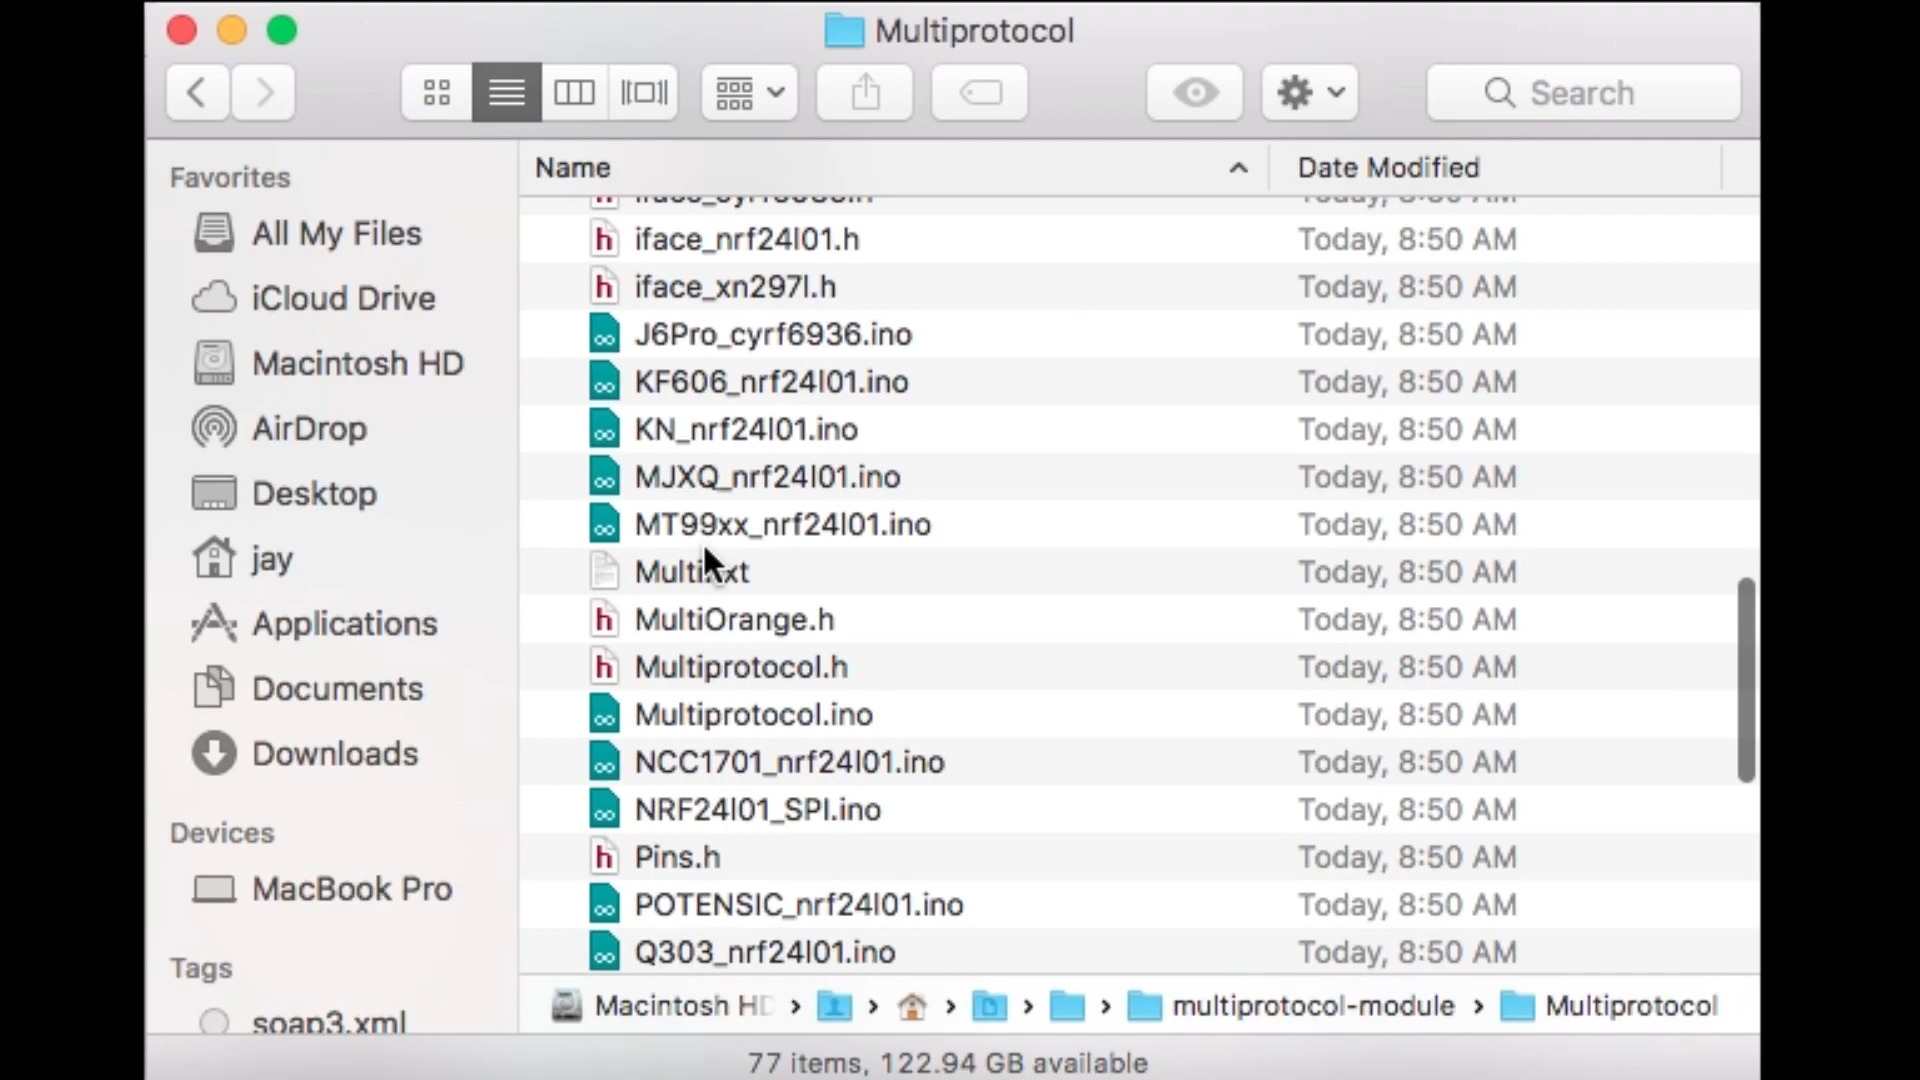 Multiprotocol
Search
Favorites
All My Files
iCloud Drive
Macintosh HD
AirDrop
Desktop
jay
Applications
Documents
Downloads
Devices
MacBook Pro
Tags
soap3.xml
Name
Date Modified
iface_nrf24l01.h Today, 8:50 AM
iface_xn297l.h Today, 8:50 AM
J6Pro_cyrf6936.ino Today, 8:50 AM
KF606_nrf24l01.ino Today, 8:50 AM
KN_nrf24l01.ino Today, 8:50 AM
MJXQ_nrf24l01.ino Today, 8:50 AM
MT99xx_nrf24l01.ino Today, 8:50 AM
Today, 8:50 AM
MultiOrange.h Today, 8:50 AM
Multiprotocol.h Today, 8:50 AM
Multiprotocol.ino Today, 8:50 AM
NCC1701_nrf24l01.ino Today, 8:50 AM
NRF24l01_SPI.ino Today, 8:50 AM
Pins.h Today, 8:50 AM
POTENSIC_nrf24l01.ino Today, 8:50 AM
Q303_nrf24l01.ino Today, 8:50 AM
Macintosh HD multiprotocol-module Multiprotocol
77 items, 122.94 GB available